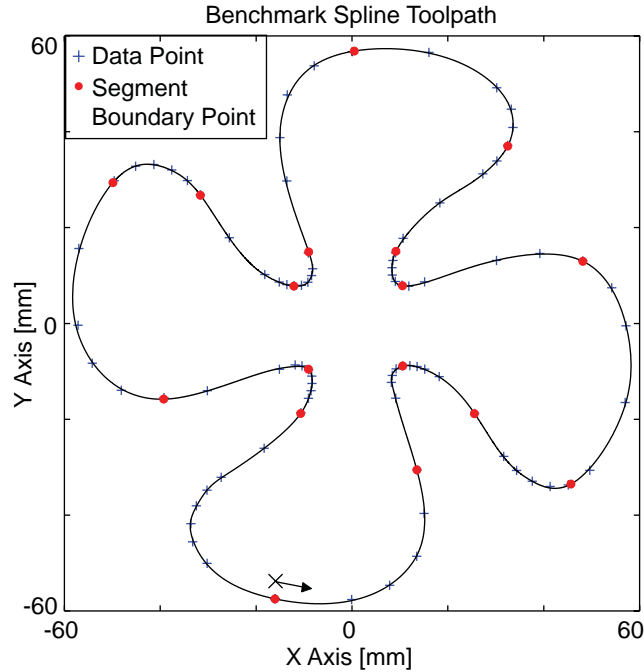 Benchmark Spline Toolpath
60
Data Point
Segment
Boundary Point
Y Axis [mm]
0
-60
-60
0
60
X Axis [mm]